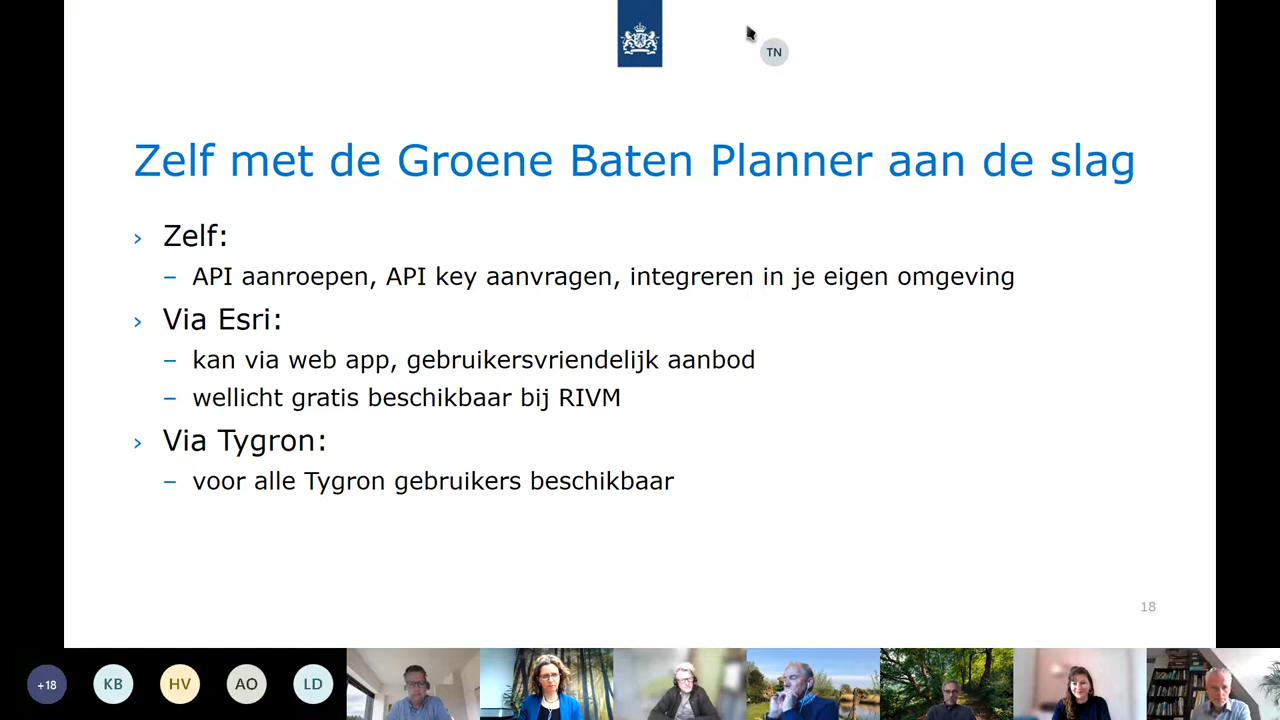 TN
Zelf met de Groene Baten Planner aan de slag
› Zelf:
– API aanroepen, API key aanvragen, integreren in je eigen omgeving
› Via Esri:
– kan via web app, gebruikersvriendelijk aanbod
– wellicht gratis beschikbaar bij RIVM
› Via Tygron:
– voor alle Tygron gebruikers beschikbaar
18
+18 KB HV AO LD